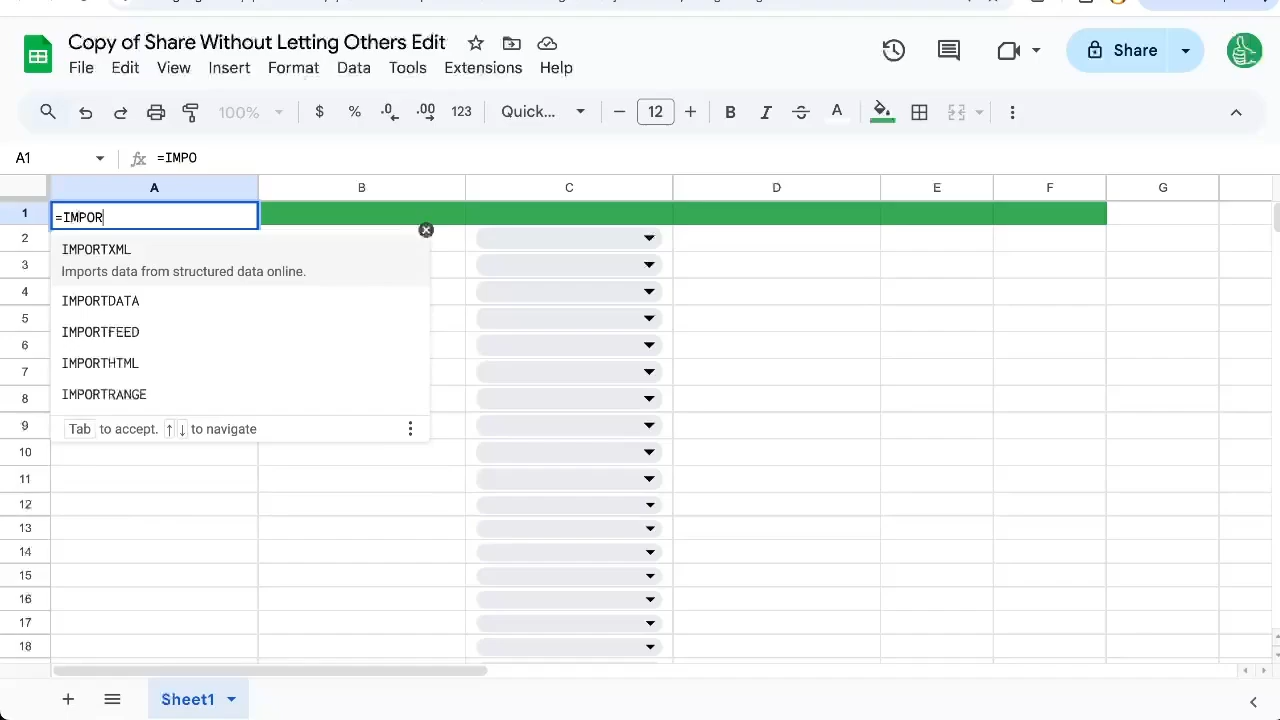 Copy of Share Without Letting Others Edit
File Edit View Insert Format Data Tools Extensions Help
Share
100% $ % .0 .00 123 Quick... − 12 + B I A
A1 fx =IMPO
A B C D E F G
1 =IMPOR
2
IMPORTXML
Imports data from structured data online.
3
4 IMPORTDATA
5 IMPORTFEED
6
7 IMPORTHTML
8 IMPORTRANGE
9 Tab to accept. ↑ ↓ to navigate
10
11
12
13
14
15
16
17
18
+ Sheet1